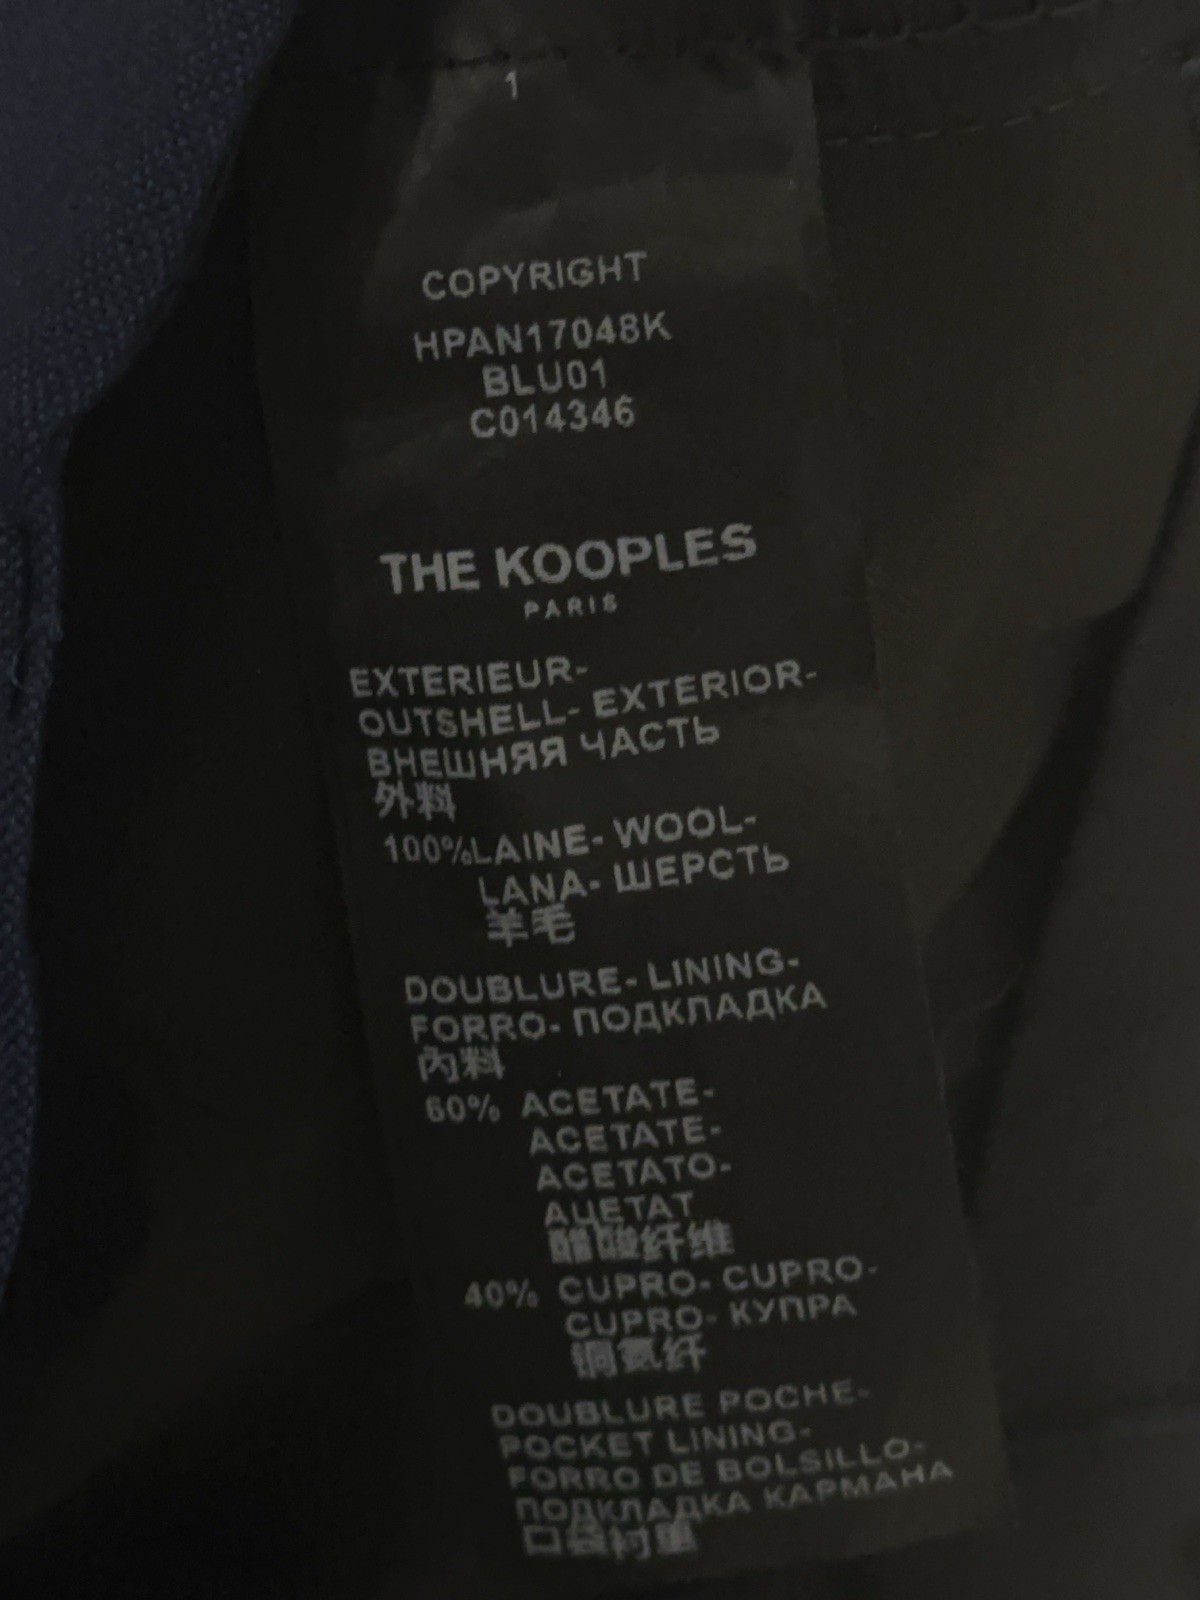 1
COPYRIGHT
HPAN17048K
BLU01
C014346
THE KOOPLES
PARIS
EXTERIEUR-
OUTSHELL- EXTERIOR-
ВНЕШНЯЯ ЧАСТЬ
外料
100%LAINE- WOOL-
LANA- ШЕРСТЬ
羊毛
DOUBLURE- LINING-
FORRO- ПОДКЛАДКА
内料
60% ACETATE-
ACETATE-
ACETATO-
АЦЕТАТ
醋酸纤维
40% CUPRO- CUPRO-
CUPRO- КУПРА
铜氨纤
DOUBLURE POCHE-
POCKET LINING-
FORRO DE BOLSILLO-
ПОДКЛАДКА КАРМАНА
口袋衬里